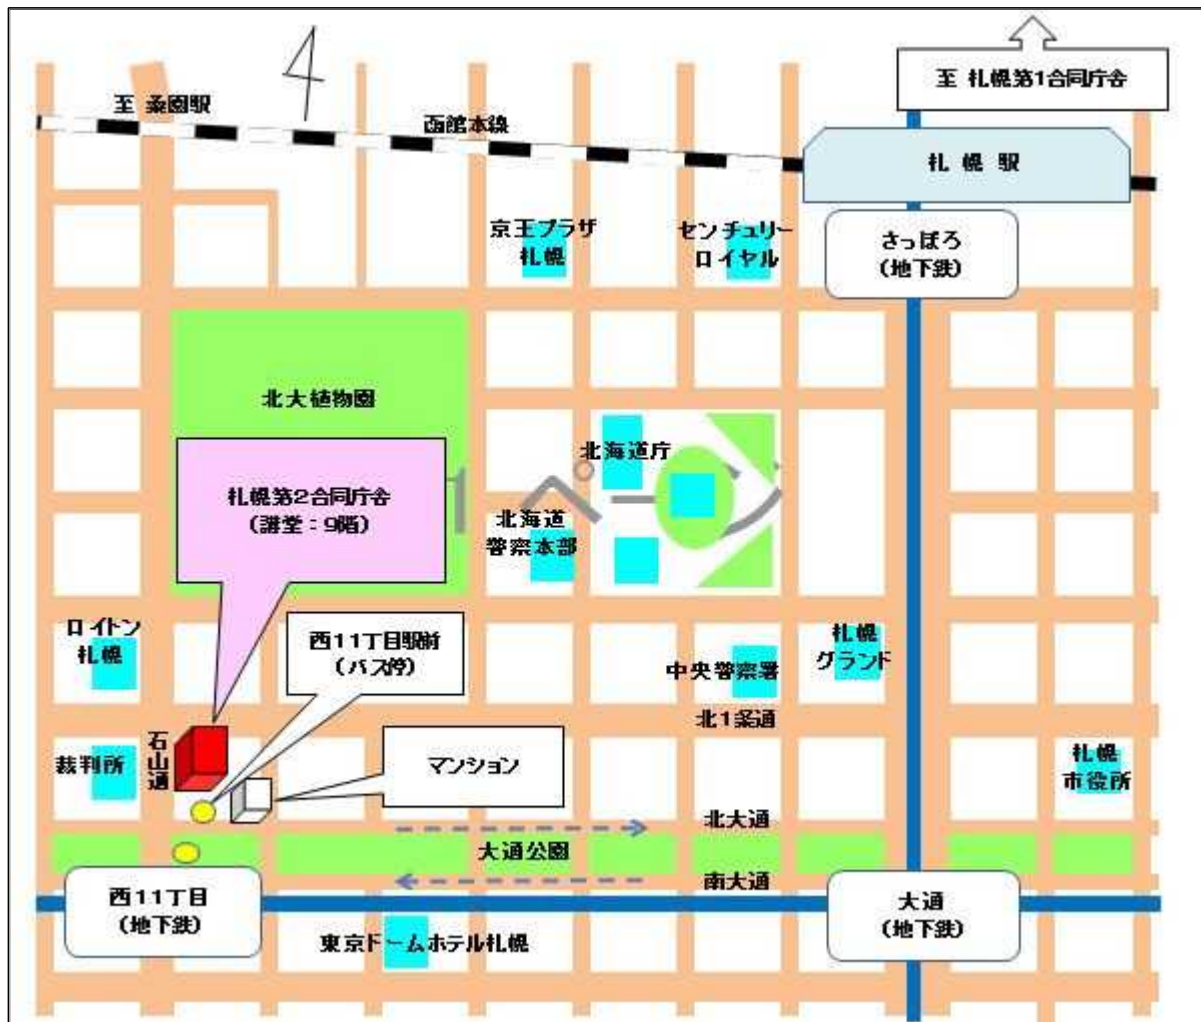 至 札幌第1合同庁舎
至 桑園駅
函館本線
札 幌 駅
京王プラザ
札幌
センチュリー
ロイヤル
さっぽろ
(地下鉄)
北大植物園
札幌第2合同庁舎
(講堂:9階)
北海道庁
北海道
警察本部
ロイトン
札幌
西11丁目駅前
(バス停)
中央警察署
札幌
グランド
北1条通
石山通
裁判所
マンション
札幌
市役所
北大通
大通公園
南大通
西11丁目
(地下鉄)
大通
(地下鉄)
東京ドームホテル札幌